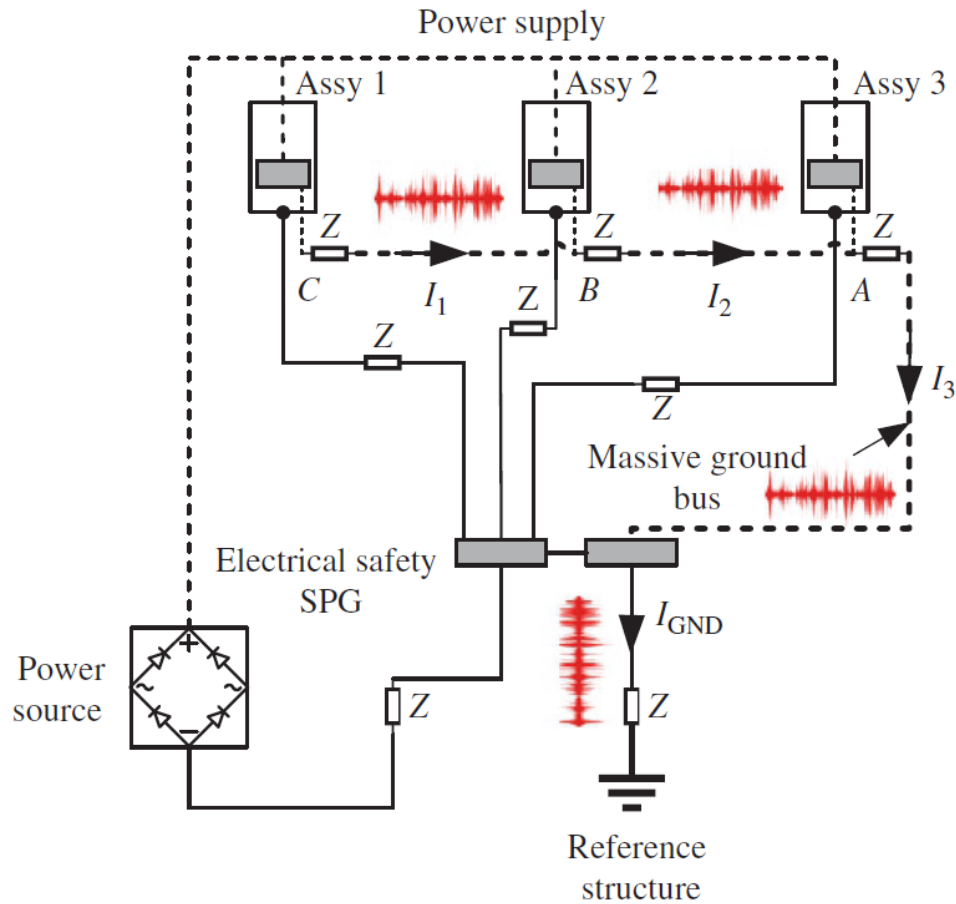 Power supply
Assy 1
Assy 2
Assy 3
Z
Z
Z
C
I1
Z
B
I2
A
Z
Z
I3
Massive ground
bus
Electrical safety
SPG
IGND
+
Power
source
~
~
−
Z
Z
Reference
structure